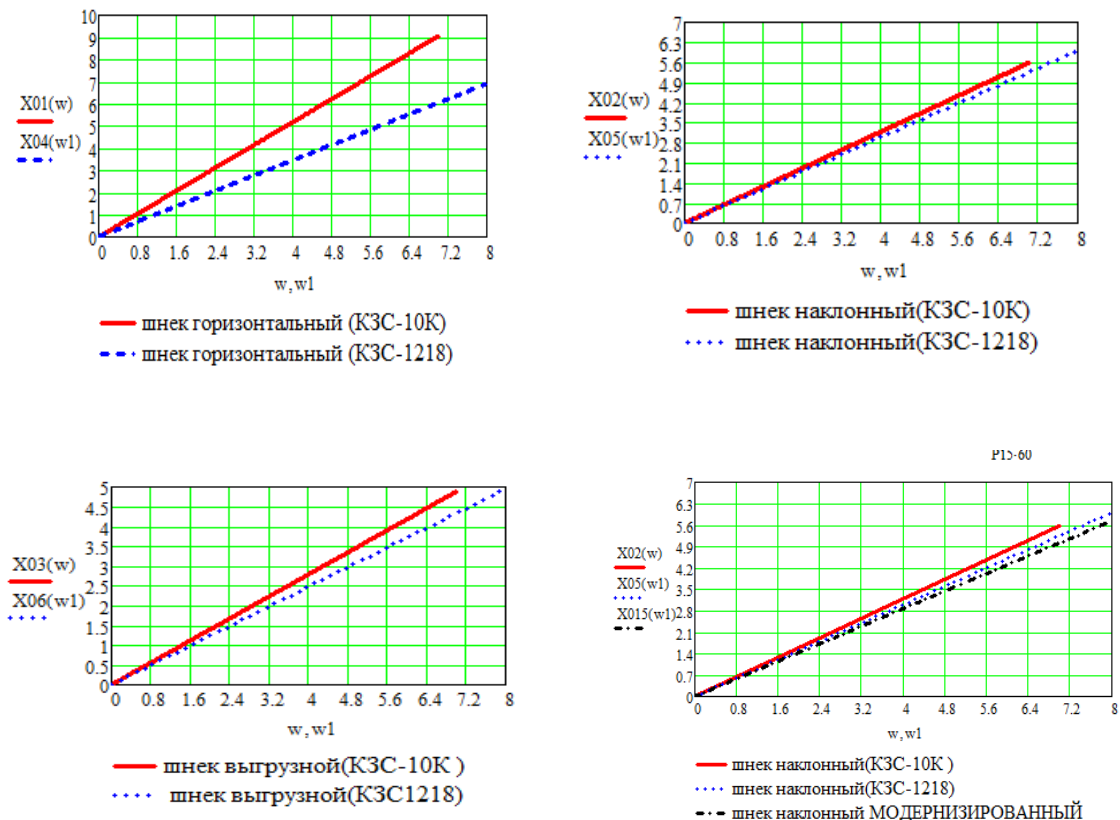 10
9
8
7
6
5
4
3
2
1
0
X01(w)
X04(w1)
0 0.8 1.6 2.4 3.2 4 4.8 5.6 6.4 7.2 8
w,w1
шнек горизонтальный (КЗС-10К)
шнек горизонтальный (КЗС-1218)
7
6.3
5.6
4.9
4.2
3.5
2.8
2.1
1.4
0.7
0
X02(w)
X05(w1)
0 0.8 1.6 2.4 3.2 4 4.8 5.6 6.4 7.2 8
w,w1
шнек наклонный(КЗС-10К)
шнек наклонный(КЗС-1218)
5
4.5
4
3.5
3
2.5
2
1.5
1
0.5
0
X03(w)
X06(w1)
0 0.8 1.6 2.4 3.2 4 4.8 5.6 6.4 7.2 8
w,w1
шнек выгрузной(КЗС-10К )
шнек выгрузной(КЗС1218)
P15-60
7
6.3
5.6
4.9
4.2
3.5
2.8
2.1
1.4
0.7
0
X02(w)
X05(w1)
X015(w1)
0 0.8 1.6 2.4 3.2 4 4.8 5.6 6.4 7.2 8
w,w1
шнек наклонный(КЗС-10К )
шнек наклонный(КЗС-1218)
шнек наклонный МОДЕРНИЗИРОВАННЫЙ